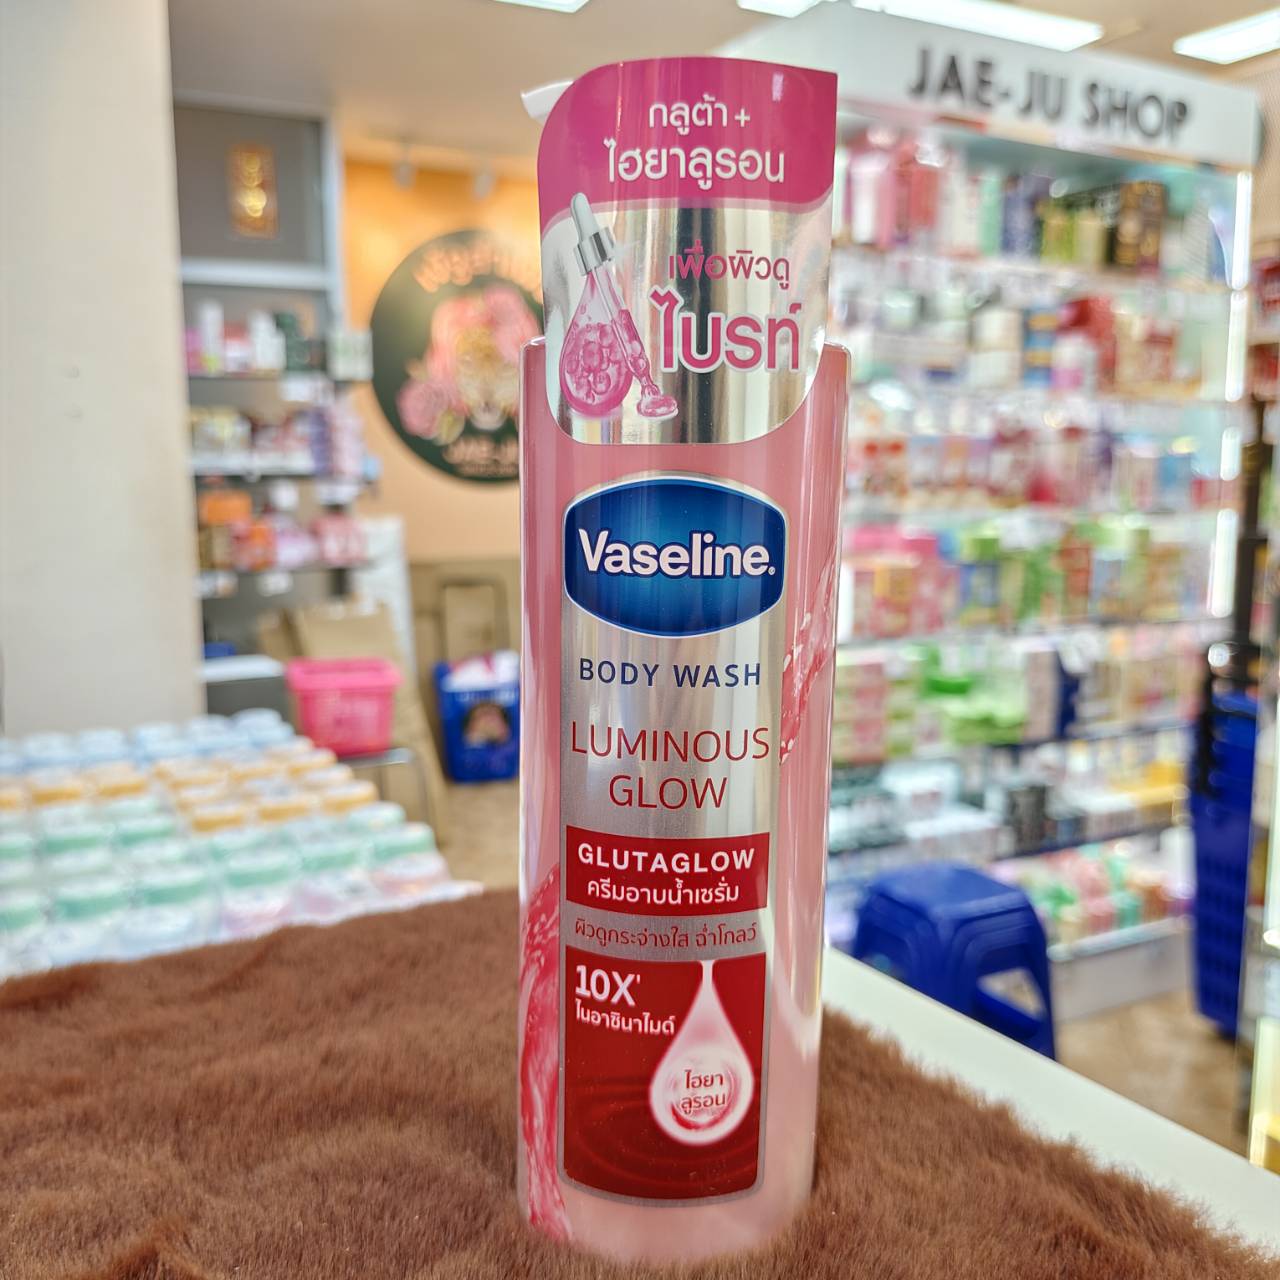 JAE-JU SHOP
กลูต้า +
ไฮยาลูรอน
เพื่อผิวดู
ไบรท์
Vaseline.
BODY WASH
LUMINOUS
GLOW
GLUTAGLOW
ครีมอาบน้ำเซรั่ม
ผิวดูกระจ่างใส ฉ่ำโกลว์
10X'
ไนอาซินาไมด์
ไฮยา
ลูรอน
JAE-JU